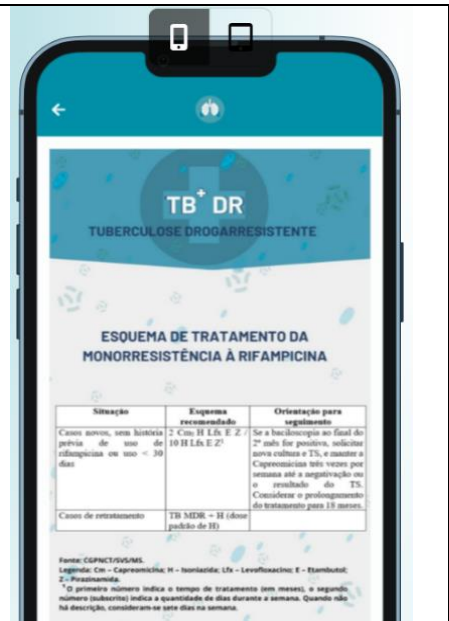 TB⁺ DR
TUBERCULOSE DROGARRESISTENTE
ESQUEMA DE TRATAMENTO DA
MONORRESISTÊNCIA À RIFAMPICINA
Situação
Esquema
recomendado
Orientação para
seguimento
Casos novos, sem história
prévia de uso de
rifampicina ou uso < 30
dias
2 Cm₃ H Lfx E Z /
10 H Lfx E Z¹
Se a baciloscopia ao final do
2º mês for positiva, solicitar
nova cultura e TS, e manter a
Capreomicina três vezes por
semana até a negativação ou
o resultado do TS.
Considerar o prolongamento
do tratamento para 18 meses.
Casos de retratamento
TB MDR + H (dose
padrão de H)
Fonte: CGPNCT/SVS/MS.
Legenda: Cm – Capreomicina; H – Isoniazida; Lfx – Levofloxacino; E – Etambutol;
Z – Pirazinamida.
¹O primeiro número indica o tempo de tratamento (em meses), o segundo
número (subscrito) indica a quantidade de dias durante a semana. Quando não
há descrição, consideram-se sete dias na semana.